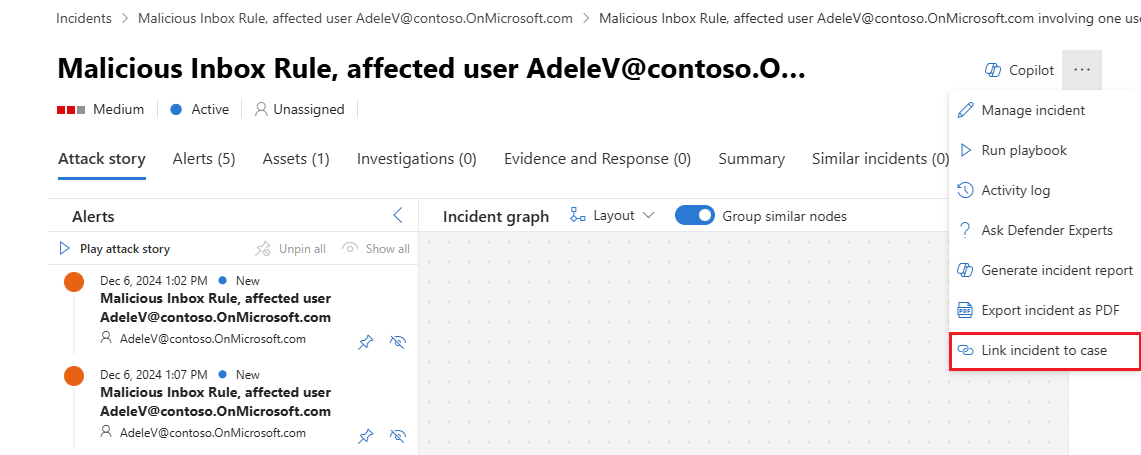 Incidents > Malicious Inbox Rule, affected user AdeleV@contoso.OnMicrosoft.com > Malicious Inbox Rule, affected user AdeleV@contoso.OnMicrosoft.com involving one use
Malicious Inbox Rule, affected user AdeleV@contoso.O...
Copilot ...
Medium Active Unassigned
Manage incident
Run playbook
Activity log
Ask Defender Experts
Generate incident report
Export incident as PDF
Link incident to case
Attack story Alerts (5) Assets (1) Investigations (0) Evidence and Response (0) Summary Similar incidents (0)
Alerts
Incident graph Layout Group similar nodes
Play attack story Unpin all Show all
Dec 6, 2024 1:02 PM New
Malicious Inbox Rule, affected user
AdeleV@contoso.OnMicrosoft.com
AdeleV@contoso.OnMicrosoft.com
Dec 6, 2024 1:07 PM New
Malicious Inbox Rule, affected user
AdeleV@contoso.OnMicrosoft.com
AdeleV@contoso.OnMicrosoft.com